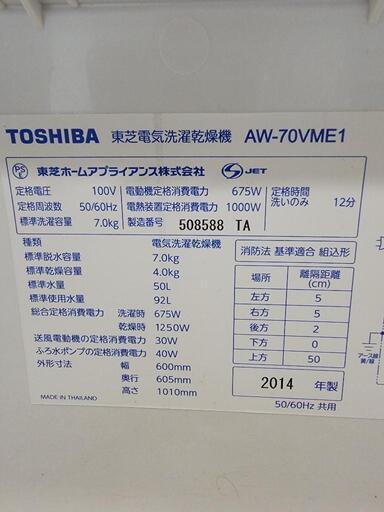 TOSHIBA 東芝電気洗濯乾燥機 AW-70VME1
PS E 東芝ホームアプライアンス株式会社 S JET
定格電圧 100V 電動機定格消費電力 675W 定格時間
定格周波数 50/60Hz 電熱装置定格消費電力 1000W 洗いのみ 12分
標準洗濯容量 7.0kg 製造番号 508588 TA
種類 電気洗濯乾燥機
標準脱水容量 7.0kg
標準乾燥容量 4.0kg
標準水量 50L
標準使用水量 92L
総合定格消費電力 洗濯時 675W
乾燥時 1250W
送風電動機の定格消費電力 30W
ふろ水ポンプの定格消費電力 40W
外形寸法 幅 600mm
奥行 605mm
高さ 1010mm
MADE IN THAILAND
消防法 基準適合 組込形
場所 離隔距離(cm)
左方 5
右方 5
後方 2
下方 0
上方 50
2014 年製
50/60Hz 共用
アース線
黄/緑